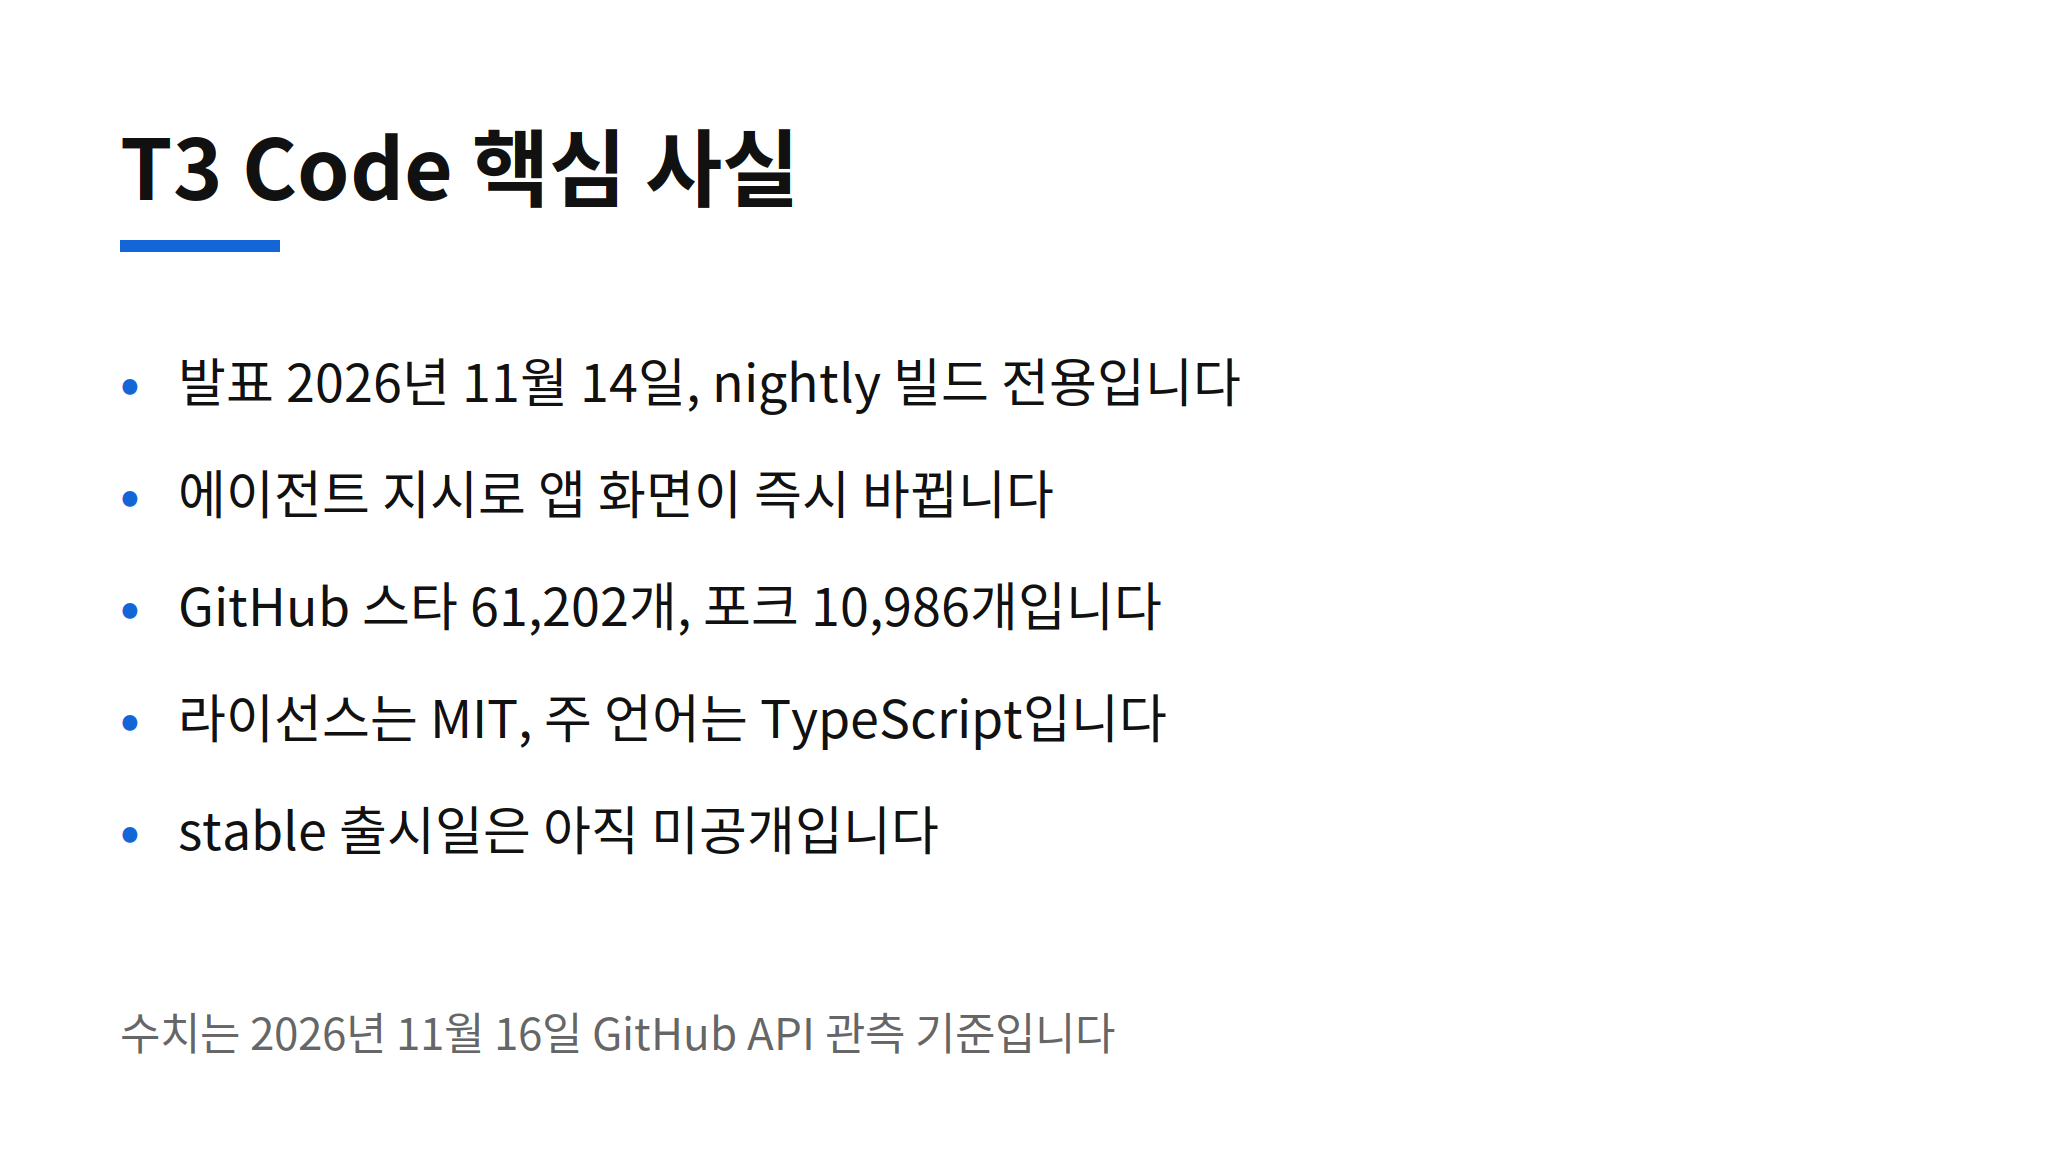 T3 Code 핵심 사실
• 발표 2026년 11월 14일, nightly 빌드 전용입니다
• 에이전트 지시로 앱 화면이 즉시 바뀝니다
• GitHub 스타 61,202개, 포크 10,986개입니다
• 라이선스는 MIT, 주 언어는 TypeScript입니다
• stable 출시일은 아직 미공개입니다
수치는 2026년 11월 16일 GitHub API 관측 기준입니다